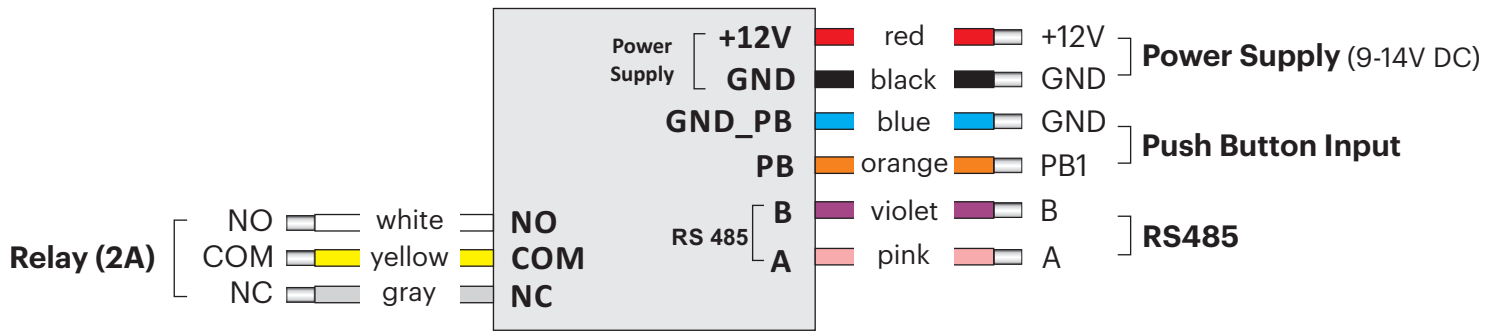 Power Supply +12V red +12V
GND black GND Power Supply (9-14V DC)
GND_PB blue GND
PB orange PB1 Push Button Input
RS 485 B violet B
A pink A RS485
NO white NO
Relay (2A) COM yellow COM
NC gray NC